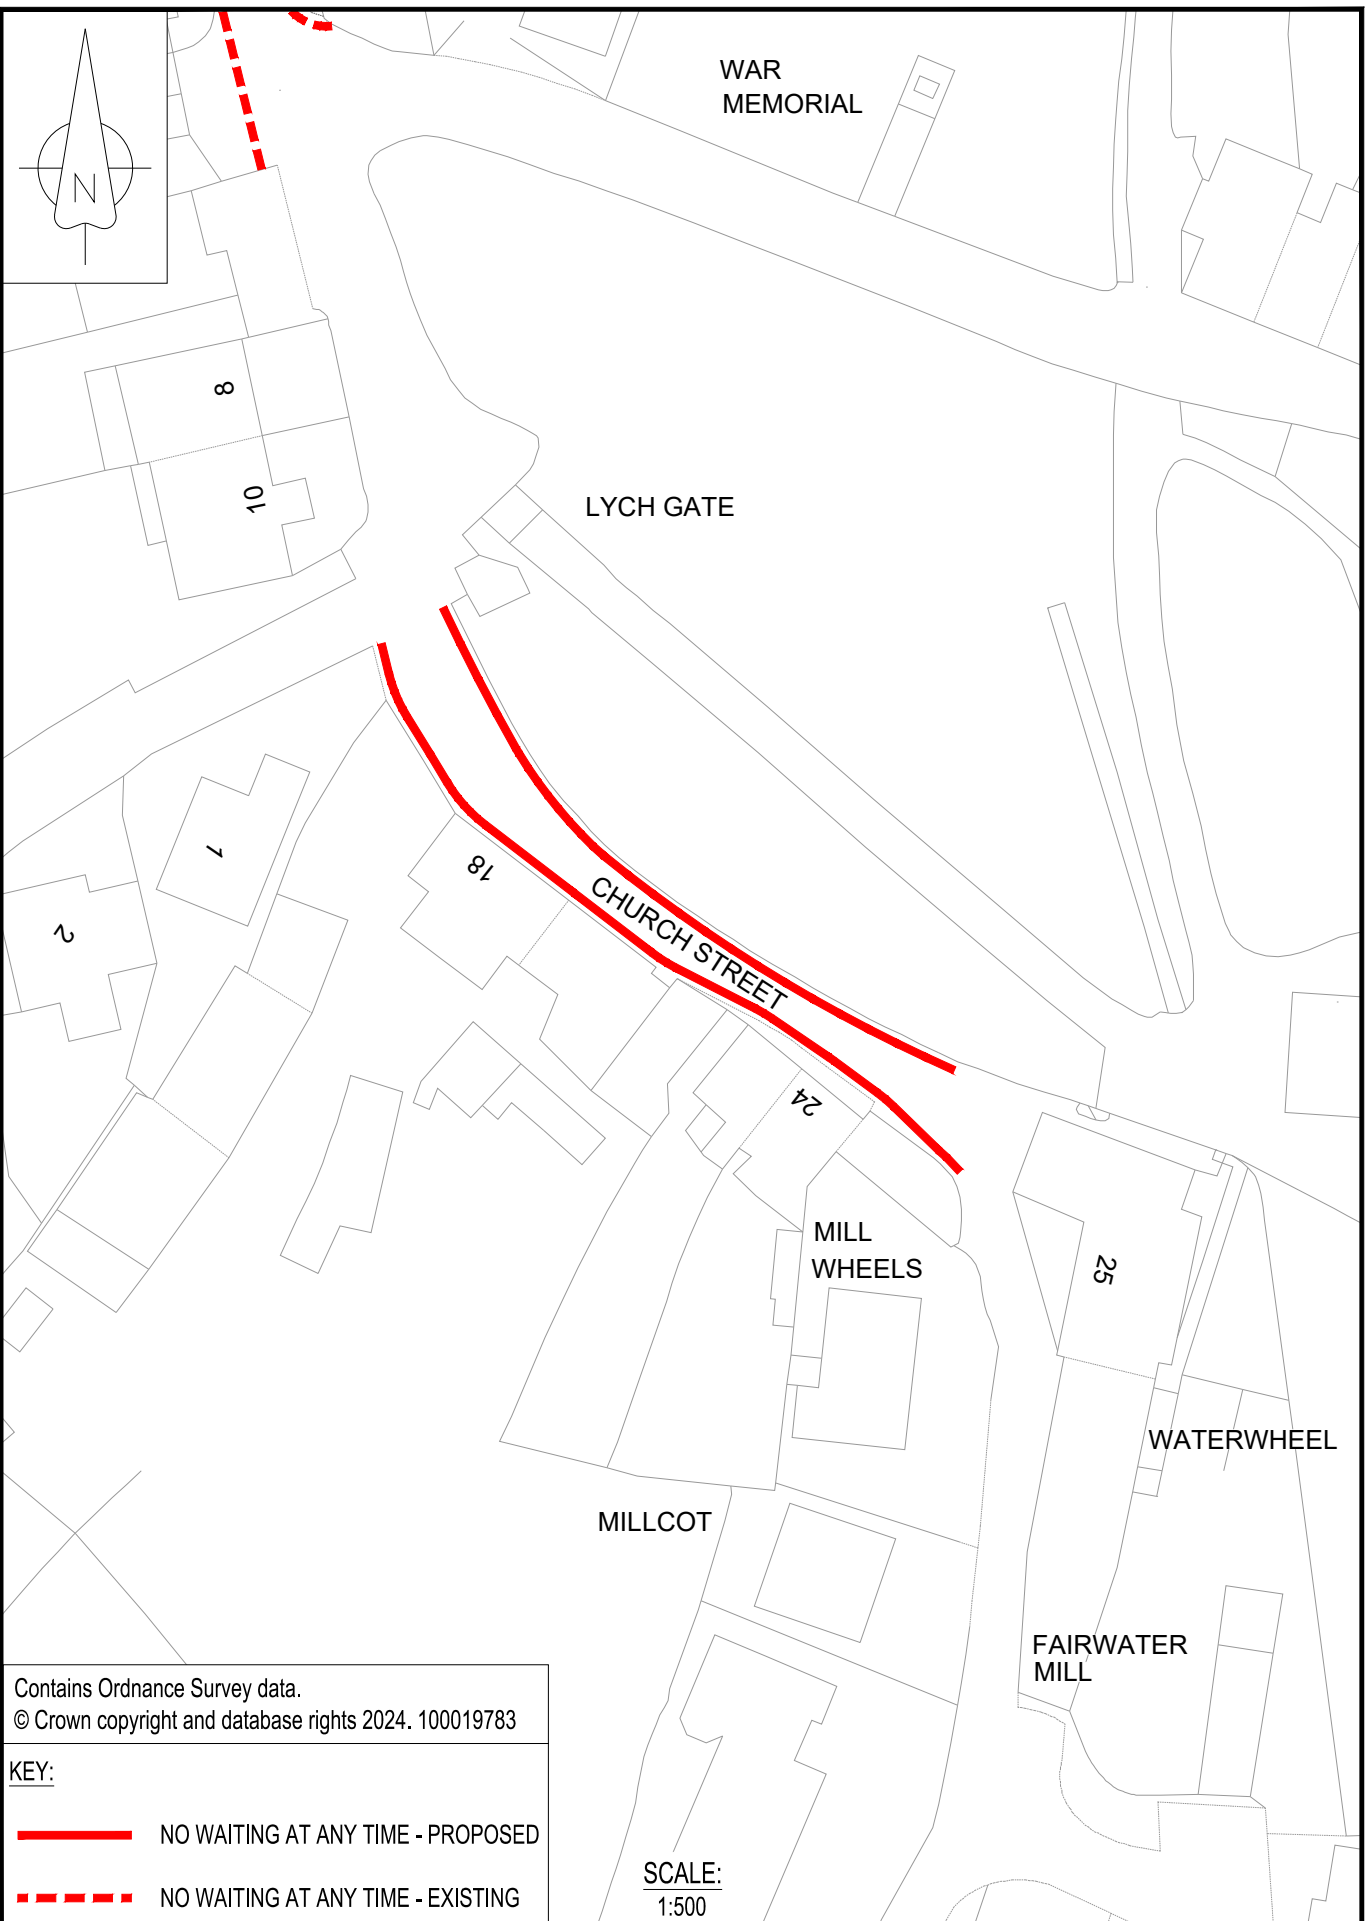 N
WAR
MEMORIAL
8
10
LYCH GATE
1
2
18
CHURCH STREET
24
MILL
WHEELS
25
WATERWHEEL
MILLCOT
FAIRWATER
MILL
Contains Ordnance Survey data.
© Crown copyright and database rights 2024. 100019783
KEY:
NO WAITING AT ANY TIME - PROPOSED
NO WAITING AT ANY TIME - EXISTING
SCALE:
1:500